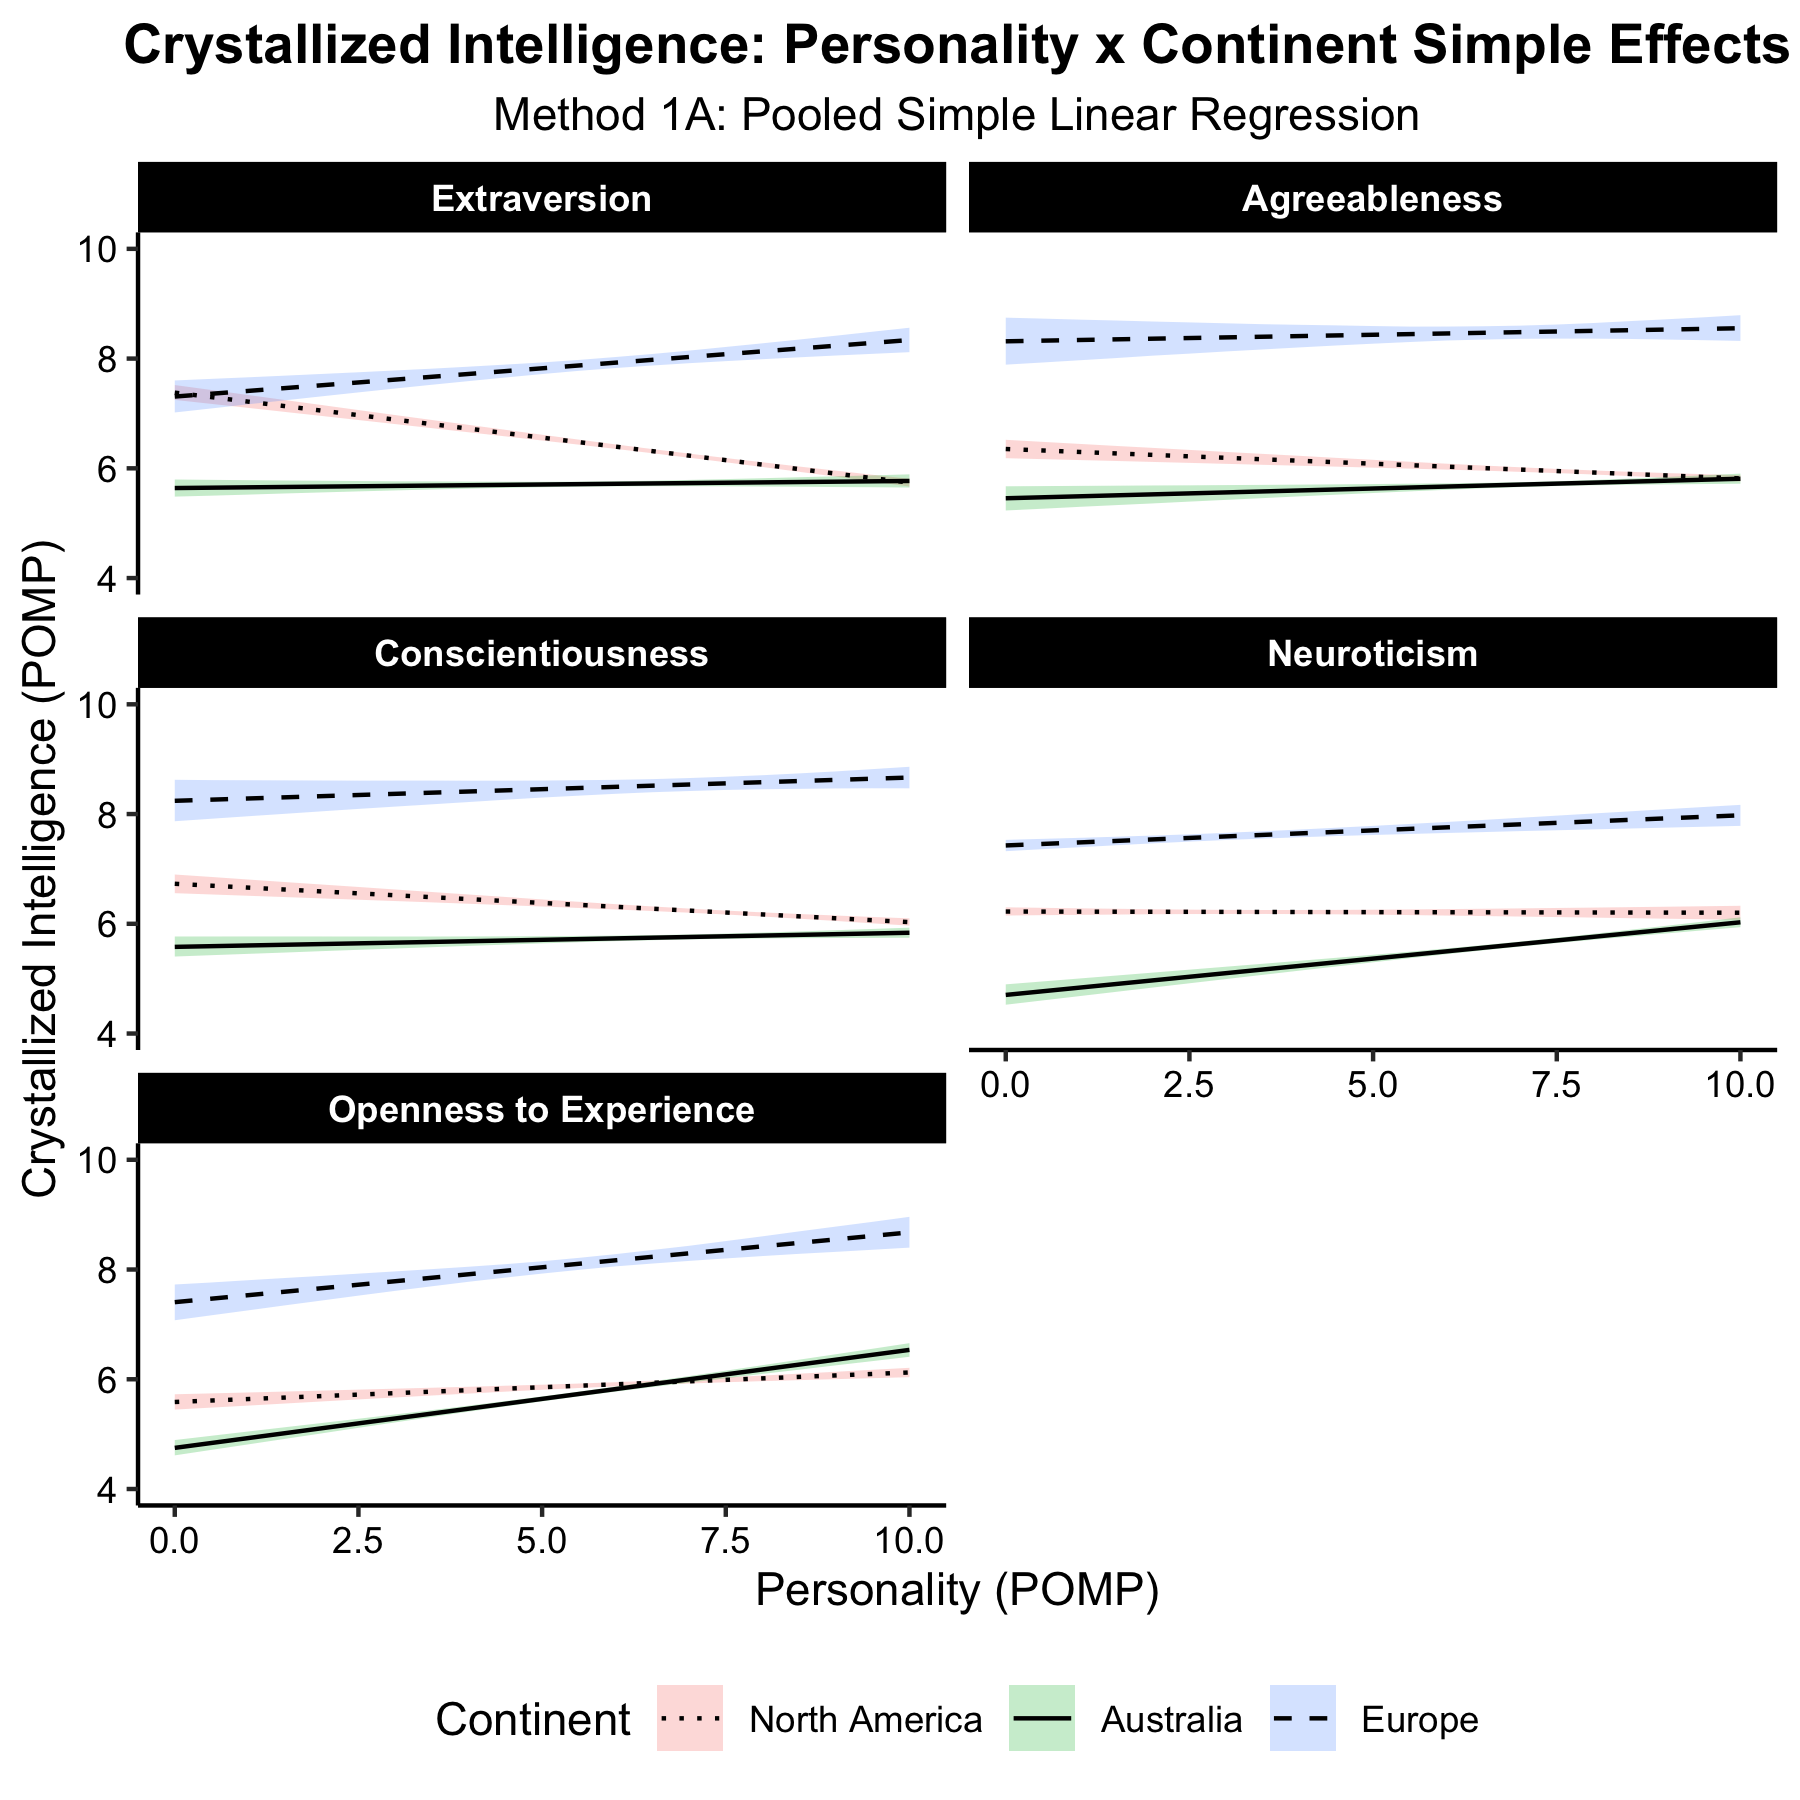 Crystallized Intelligence: Personality x Continent Simple Effects
Method 1A: Pooled Simple Linear Regression
Extraversion
Agreeableness
10
8
6
4
Conscientiousness
Neuroticism
10
8
6
4
0.0 2.5 5.0 7.5 10.0
Openness to Experience
10
8
6
4
0.0 2.5 5.0 7.5 10.0
Crystallized Intelligence (POMP)
Personality (POMP)
Continent North America Australia Europe